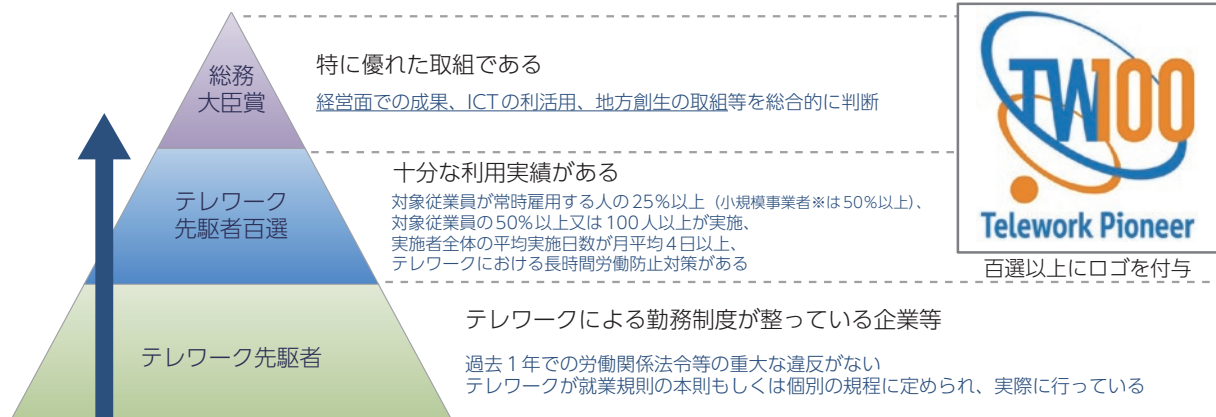 総務
大臣賞
特に優れた取組である
経営面での成果、ICTの利活用、地方創生の取組等を総合的に判断
テレワーク
先駆者百選
十分な利用実績がある
対象従業員が常時雇用する人の25%以上（小規模事業者※は50%以上）、
対象従業員の50%以上又は100人以上が実施、
実施者全体の平均実施日数が月平均4日以上、
テレワークにおける長時間労働防止対策がある
TW100
Telework Pioneer
百選以上にロゴを付与
テレワーク先駆者
テレワークによる勤務制度が整っている企業等
過去1年での労働関係法令等の重大な違反がない
テレワークが就業規則の本則もしくは個別の規程に定められ、実際に行っている